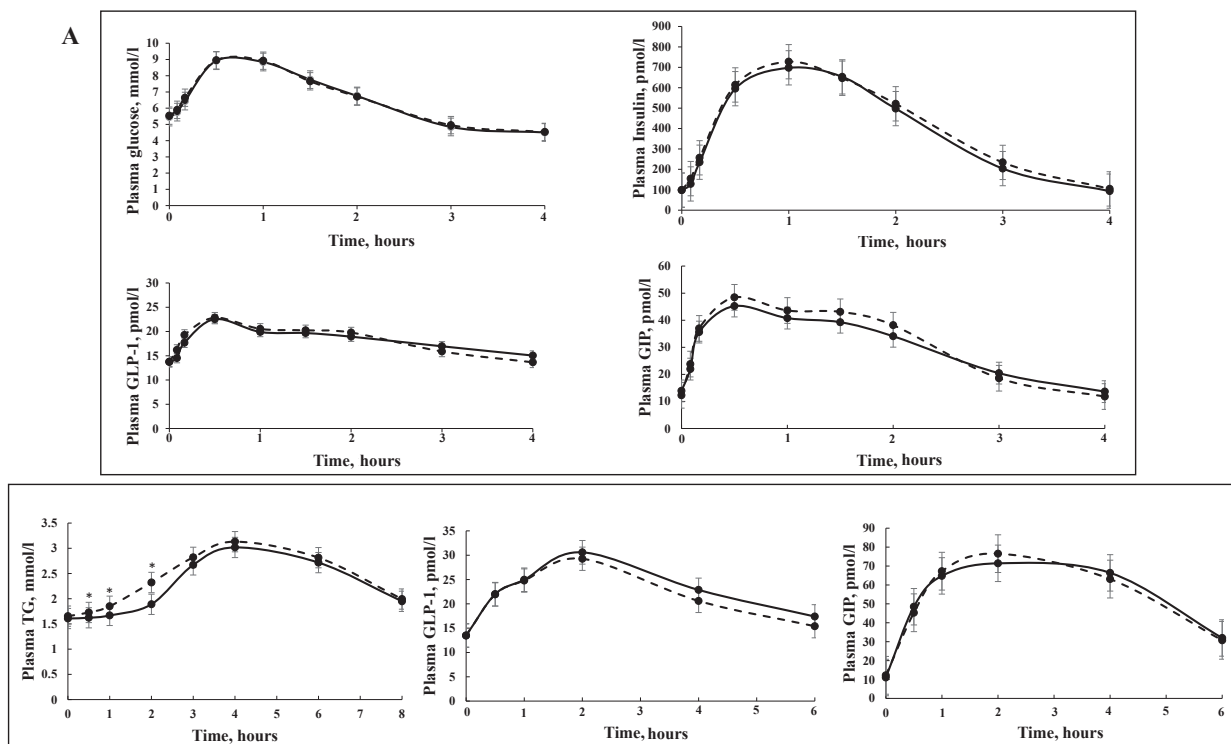 A
Plasma glucose, mmol/l
10
9
8
7
6
5
4
3
2
1
0
0 1 2 3 4
Time, hours
Plasma Insulin, pmol/l
900
800
700
600
500
400
300
200
100
0
0 1 2 3 4
Time, hours
Plasma GLP-1, pmol/l
30
25
20
15
10
5
0
0 1 2 3 4
Time, hours
Plasma GIP, pmol/l
60
50
40
30
20
10
0
0 1 2 3 4
Time, hours
Plasma TG, mmol/l
3.5
3
2.5
2
1.5
1
0.5
0
* * *
0 1 2 3 4 5 6 7 8
Time, hours
Plasma GLP-1, pmol/l
35
30
25
20
15
10
5
0
0 1 2 3 4 5 6
Time, hours
Plasma GIP, pmol/l
80
70
60
50
40
30
20
10
0
0 1 2 3 4 5 6
Time, hours